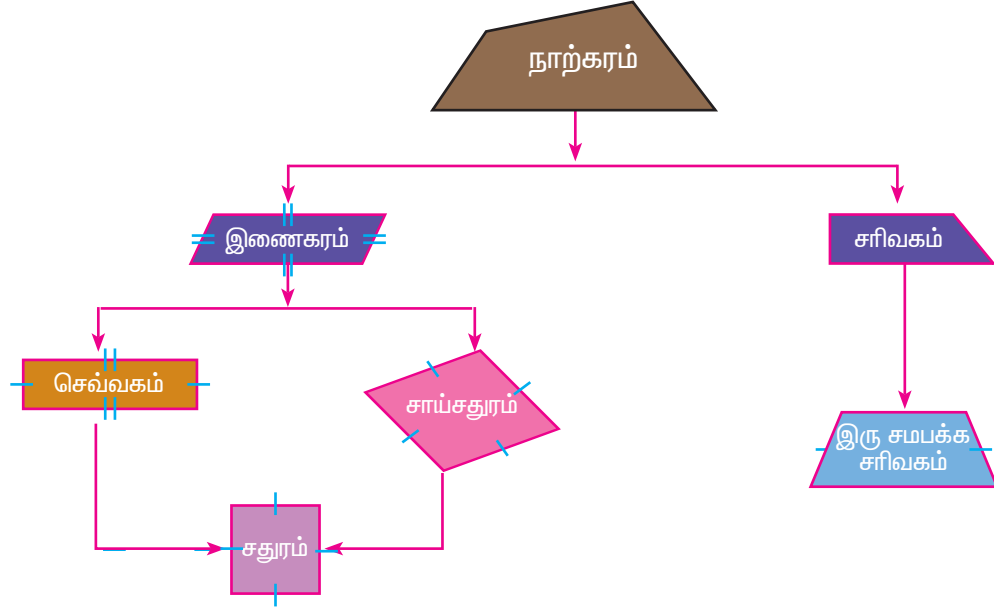 நாற்கரம்
இணைகரம்
சரிவகம்
செவ்வகம்
சாய்சதுரம்
இரு சமபக்க
சரிவகம்
சதுரம்